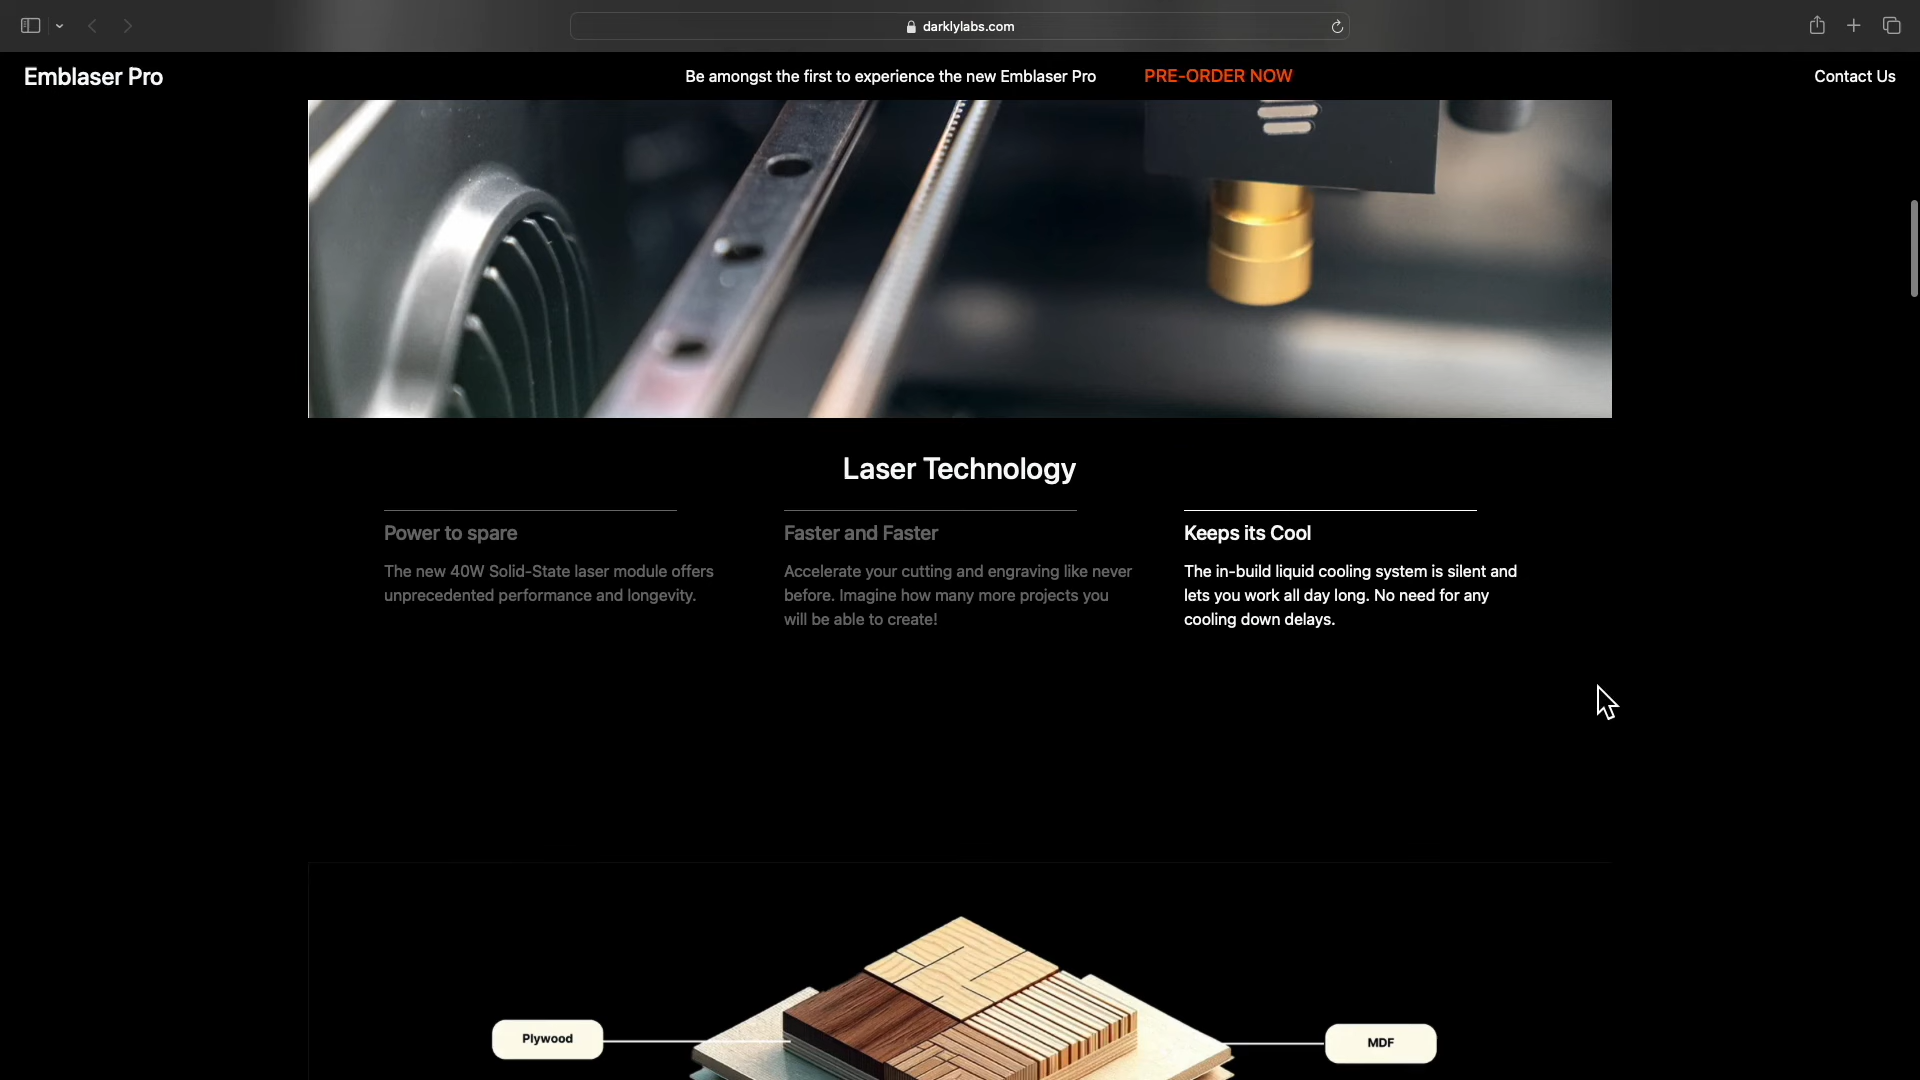 darklylabs.com
Emblaser Pro
Be amongst the first to experience the new Emblaser Pro
PRE-ORDER NOW
Contact Us
Laser Technology
Power to spare
The new 40W Solid-State laser module offers
unprecedented performance and longevity.
Faster and Faster
Accelerate your cutting and engraving like never
before. Imagine how many more projects you
will be able to create!
Keeps its Cool
The in-build liquid cooling system is silent and
lets you work all day long. No need for any
cooling down delays.
Plywood
MDF